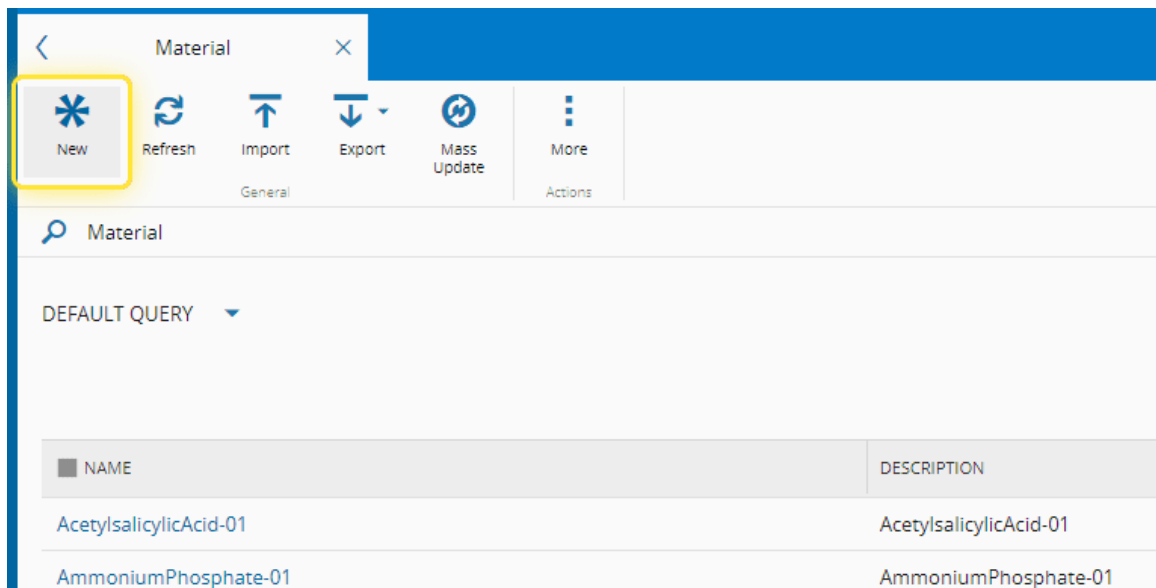 Material
New Refresh Import Export Mass Update More
General Actions
Material
DEFAULT QUERY
NAME DESCRIPTION
AcetylsalicylicAcid-01 AcetylsalicylicAcid-01
AmmoniumPhosphate-01 AmmoniumPhosphate-01